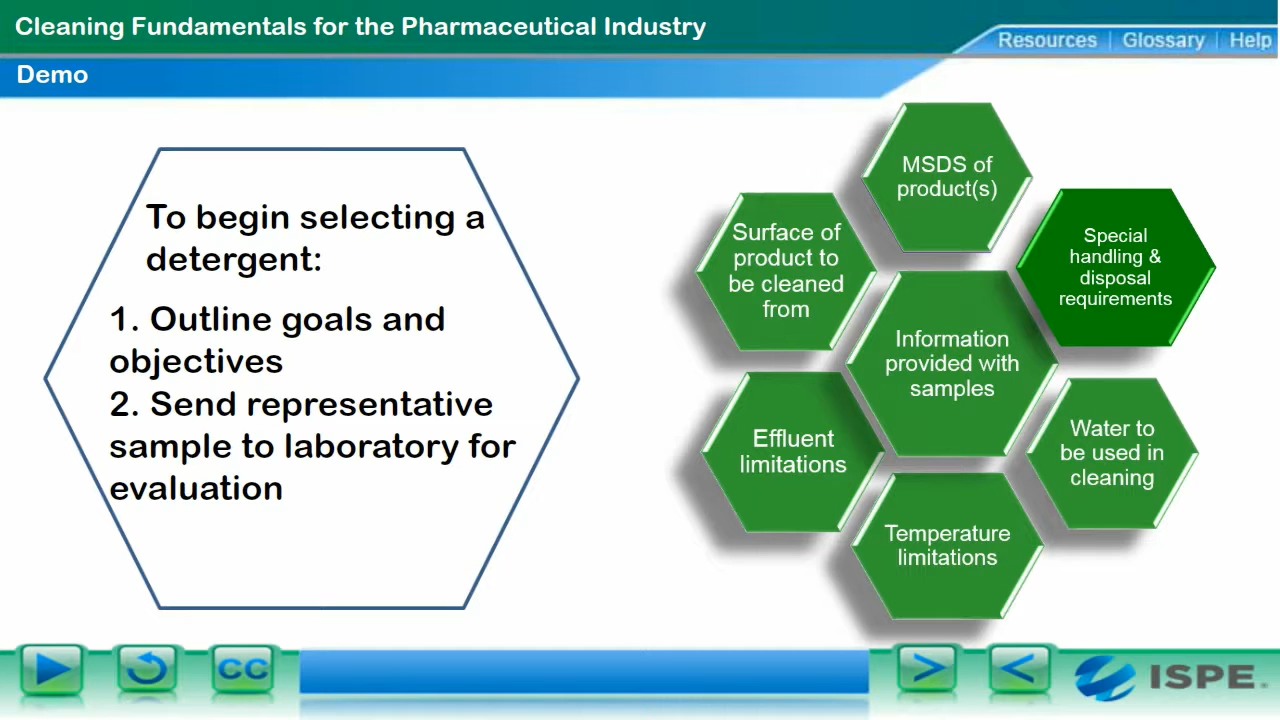 Cleaning Fundamentals for the Pharmaceutical Industry
Resources | Glossary | Help
Demo
To begin selecting a
detergent:
1. Outline goals and
objectives
2. Send representative
sample to laboratory for
evaluation
MSDS of
product(s)
Surface of
product to
be cleaned
from
Special
handling &
disposal
requirements
Information
provided with
samples
Effluent
limitations
Water to
be used in
cleaning
Temperature
limitations
CC
>
<
ISPE.